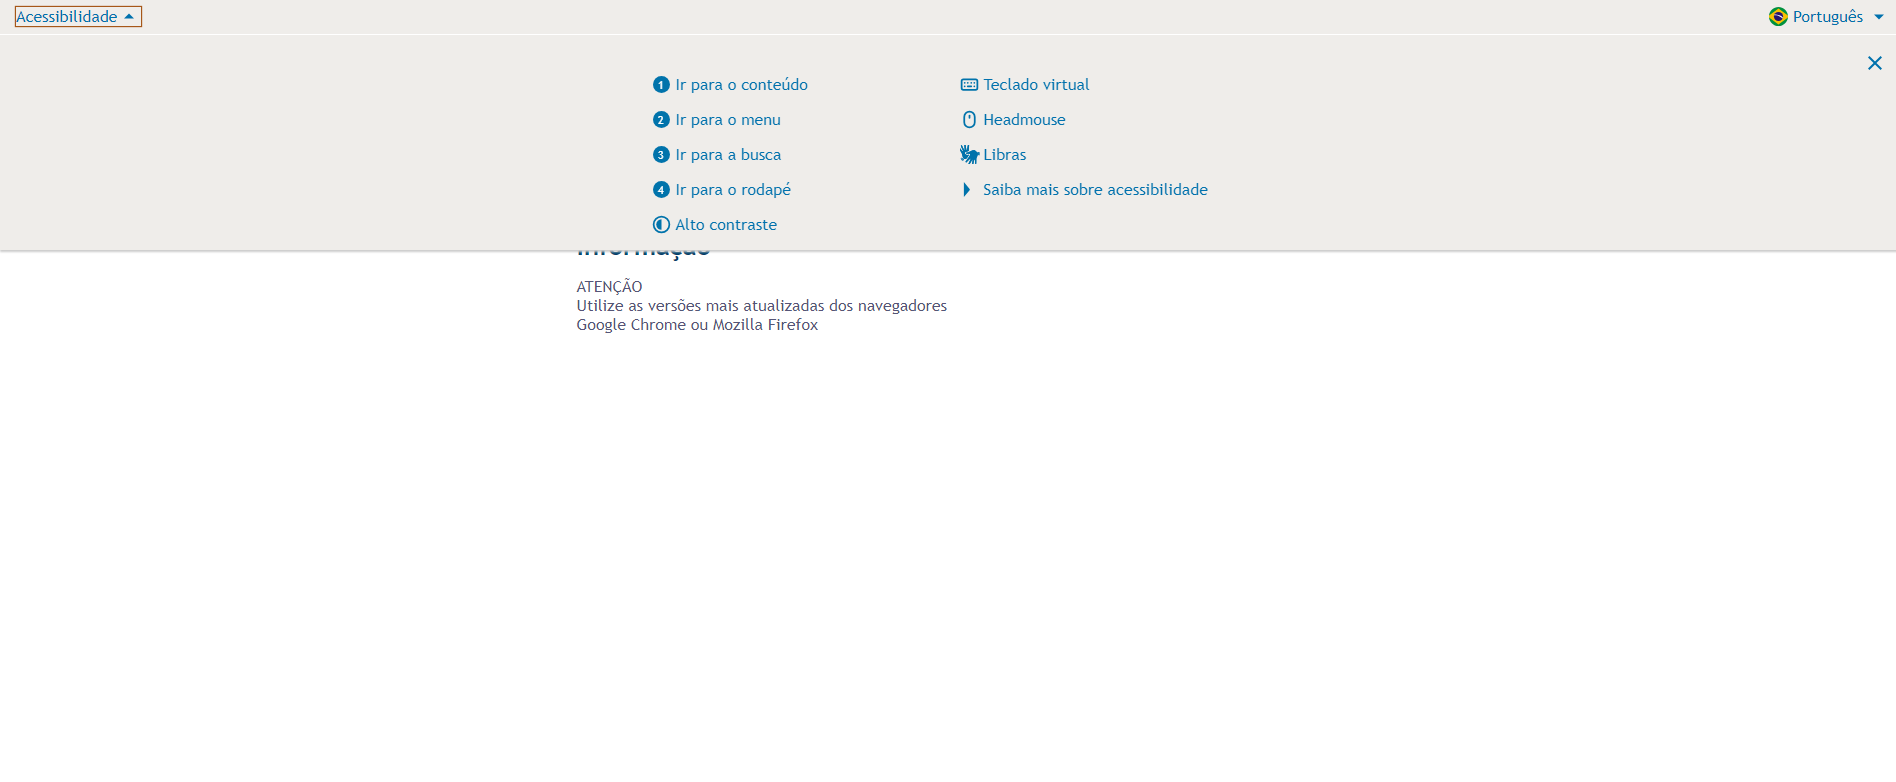 Acessibilidade
Português
1 Ir para o conteúdo
2 Ir para o menu
3 Ir para a busca
4 Ir para o rodapé
Alto contraste
Teclado virtual
Headmouse
Libras
Saiba mais sobre acessibilidade
Informação
ATENÇÃO
Utilize as versões mais atualizadas dos navegadores
Google Chrome ou Mozilla Firefox